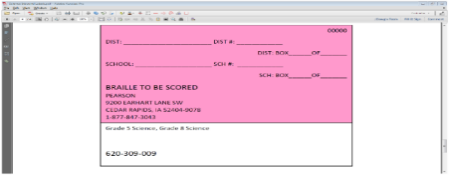 00000
DIST: DIST #:
DIST: BOX OF
SCHOOL: SCH #:
SCH: BOX OF
BRAILLE TO BE SCORED
PEARSON
9200 EARHART LANE SW
CEDAR RAPIDS, IA 52404-9078
1-877-847-3043
Grade 5 Science, Grade 8 Science
620-309-009